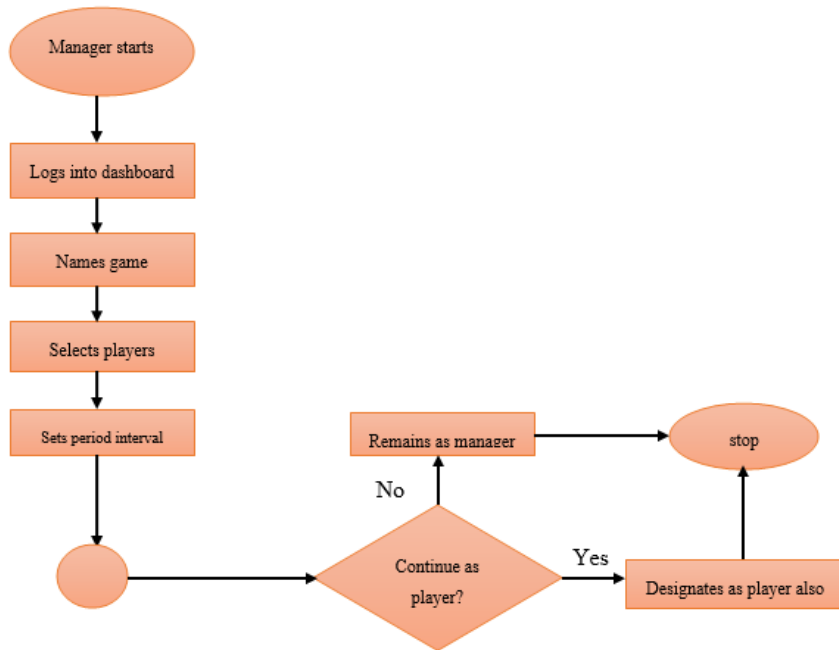 Manager starts
Logs into dashboard
Names game
Selects players
Sets period interval
Remains as manager
stop
No
Continue as
player?
Yes
Designates as player also